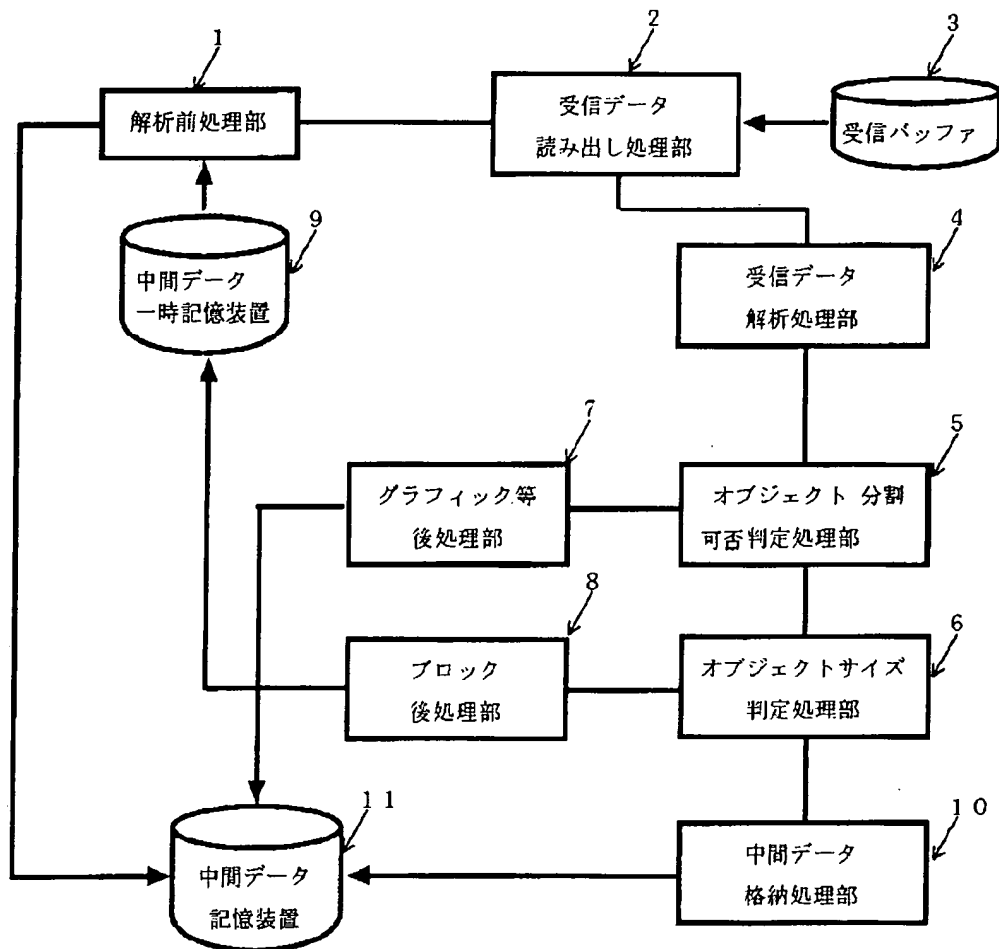 1
解析前処理部
2
受信データ
読み出し処理部
3
受信バッファ
9
中間データ
一時記憶装置
4
受信データ
解析処理部
7
グラフィック等
後処理部
5
オブジェクト 分割
可否判定処理部
8
ブロック
後処理部
6
オブジェクトサイズ
判定処理部
11
中間データ
記憶装置
10
中間データ
格納処理部